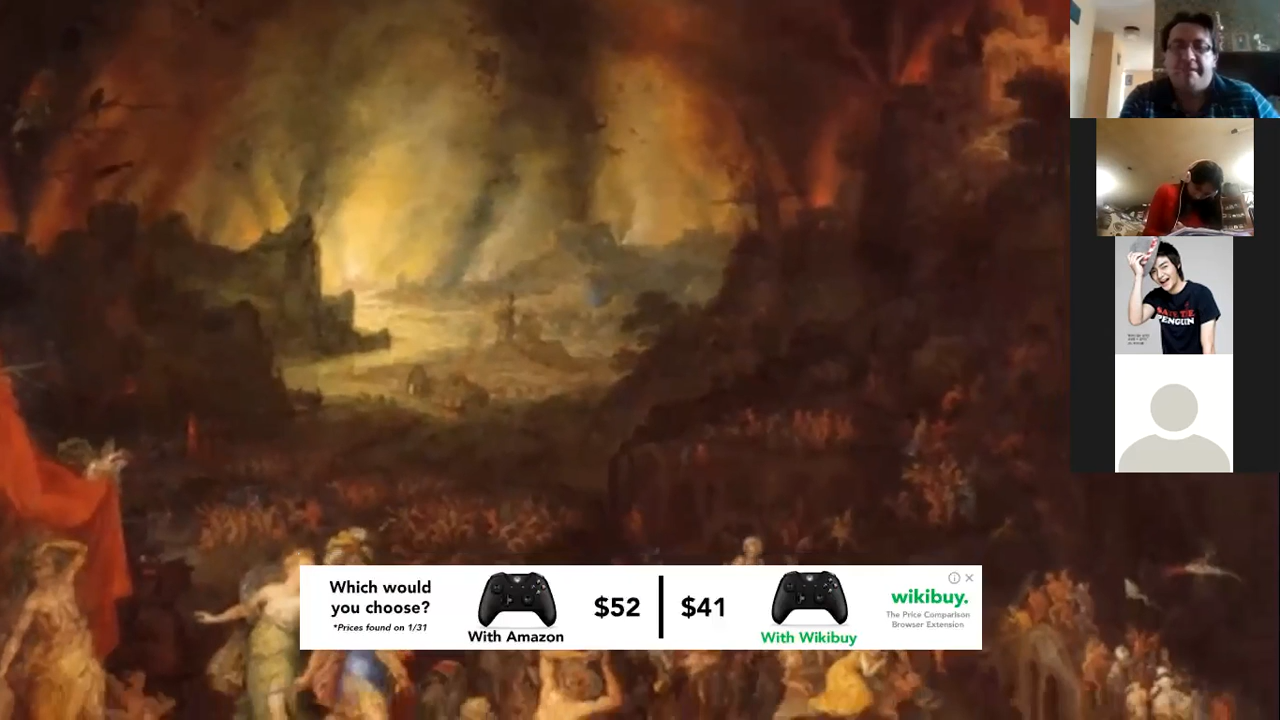 SAVE THE
PENGUIN
Which would
you choose?
*Prices found on 1/31
With Amazon
$52
$41
With Wikibuy
wikibuy.
The Price Comparison
Browser Extension